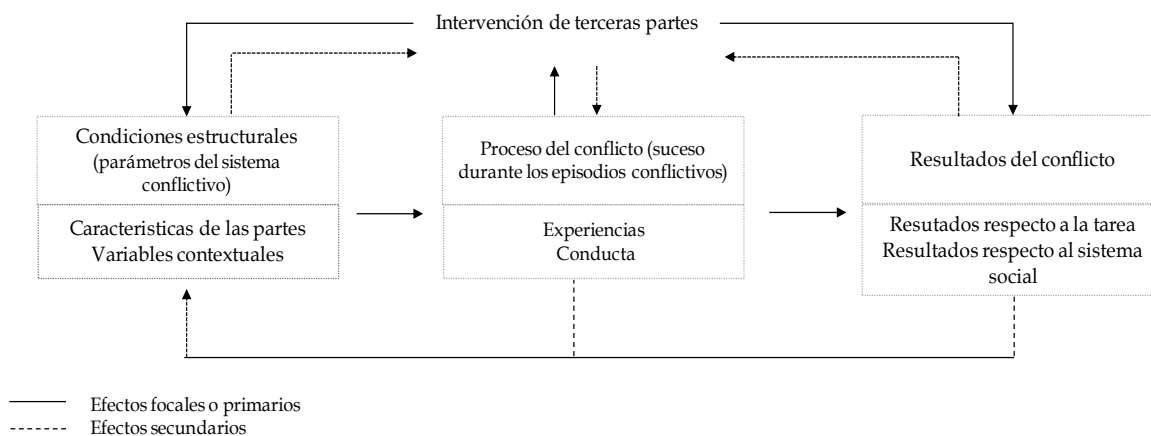 Intervención de terceras partes
Condiciones estructurales
(parámetros del sistema
conflictivo)
Caracteristicas de las partes
Variables contextuales
Proceso del conflicto (suceso
durante los episodios conflictivos)
Experiencias
Conducta
Resultados del conflicto
Resutados respecto a la tarea
Resultados respecto al sistema
social
Efectos focales o primarios
Efectos secundarios